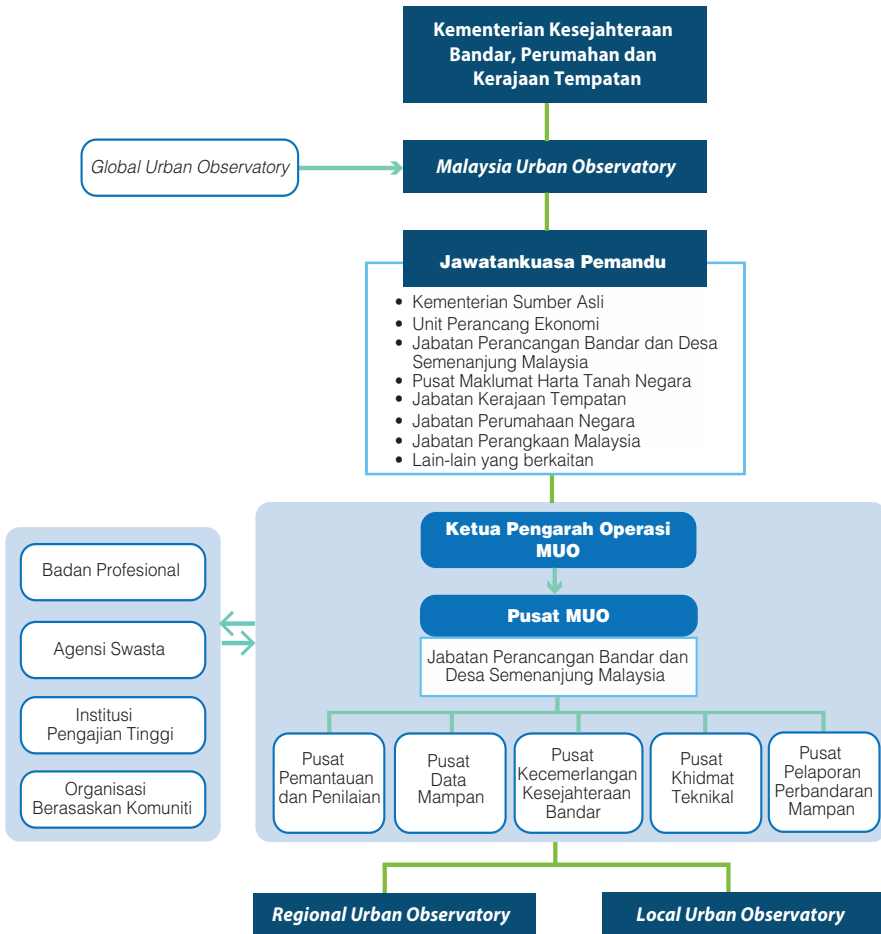 Kementerian Kesejahteraan
Bandar, Perumahan dan
Kerajaan Tempatan
Global Urban Observatory
Malaysia Urban Observatory
Jawatankuasa Pemandu
• Kementerian Sumber Asli
• Unit Perancang Ekonomi
• Jabatan Perancangan Bandar dan Desa
Semenanjung Malaysia
• Pusat Maklumat Harta Tanah Negara
• Jabatan Kerajaan Tempatan
• Jabatan Perumahaan Negara
• Jabatan Perangkaan Malaysia
• Lain-lain yang berkaitan
Badan Profesional
Agensi Swasta
Institusi
Pengajian Tinggi
Organisasi
Berasaskan Komuniti
Ketua Pengarah Operasi
MUO
Pusat MUO
Jabatan Perancangan Bandar dan
Desa Semenanjung Malaysia
Pusat
Pemantauan
dan Penilaian
Pusat
Data
Mampan
Pusat
Kecemerlangan
Kesejahteraan
Bandar
Pusat
Khidmat
Teknikal
Pusat
Pelaporan
Perbandaran
Mampan
Regional Urban Observatory
Local Urban Observatory